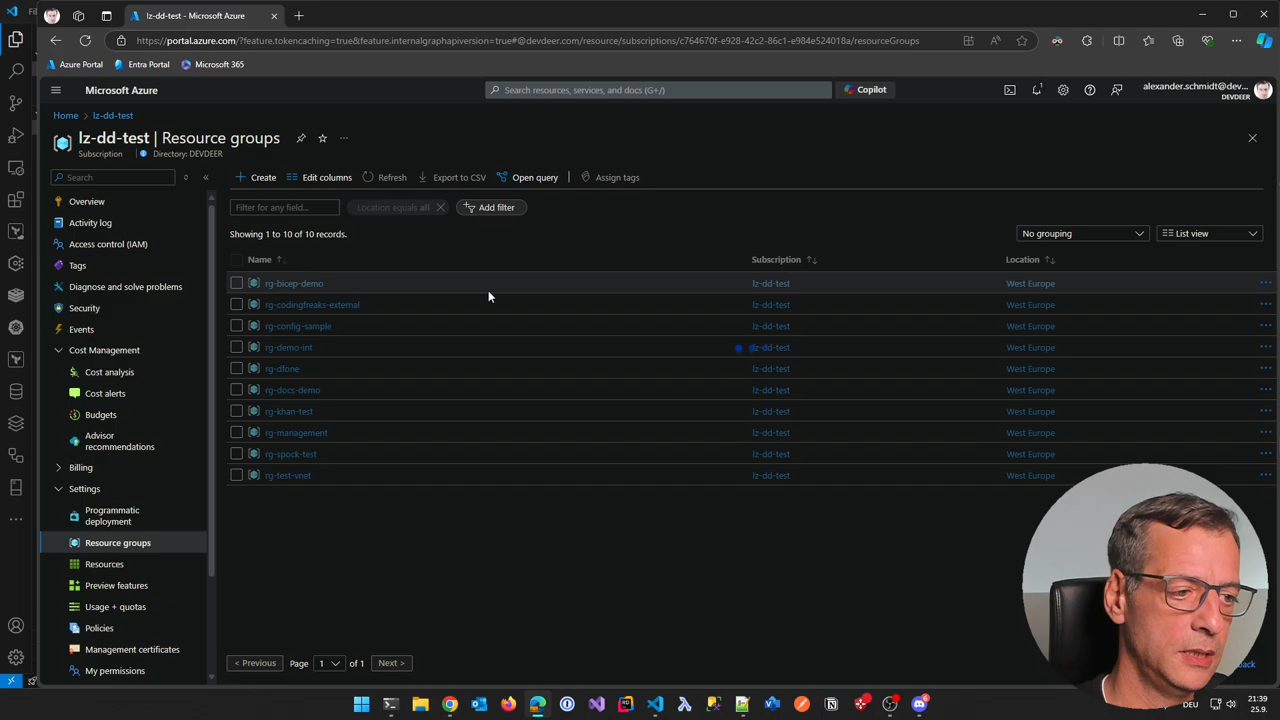 Fil
lz-dd-test - Microsoft Azure
https://portal.azure.com/?feature.tokencaching=true&feature.internalgraphapiversion=true#@devdeer.com/resource/subscriptions/c764670f-e928-42c2-86c1-e984e524018a/resourceGroups
Azure Portal
Entra Portal
Microsoft 365
Microsoft Azure
Search resources, services, and docs (G+/)
Copilot
alexander.schmidt@dev...
DEVDEER
Home > lz-dd-test
lz-dd-test | Resource groups
Subscription
Directory: DEVDEER
Search
Create
Edit columns
Refresh
Export to CSV
Open query
Assign tags
Filter for any field...
Location equals all
Add filter
Showing 1 to 10 of 10 records.
No grouping
List view
Name
Subscription
Location
rg-bicep-demo lz-dd-test West Europe
rg-codingfreaks-external lz-dd-test West Europe
rg-config-sample lz-dd-test West Europe
rg-demo-int lz-dd-test West Europe
rg-dfone lz-dd-test West Europe
rg-docs-demo lz-dd-test West Europe
rg-khan-test lz-dd-test West Europe
rg-management lz-dd-test West Europe
rg-spock-test lz-dd-test West Europe
rg-test-vnet lz-dd-test West Europe
Overview
Activity log
Access control (IAM)
Tags
Diagnose and solve problems
Security
Events
Cost Management
Cost analysis
Cost alerts
Budgets
Advisor
recommendations
Billing
Settings
Programmatic
deployment
Resource groups
Resources
Preview features
Usage + quotas
Policies
Management certificates
My permissions
< Previous
Page
1
of 1
Next >
back
6
DEU
21:39
25.9.